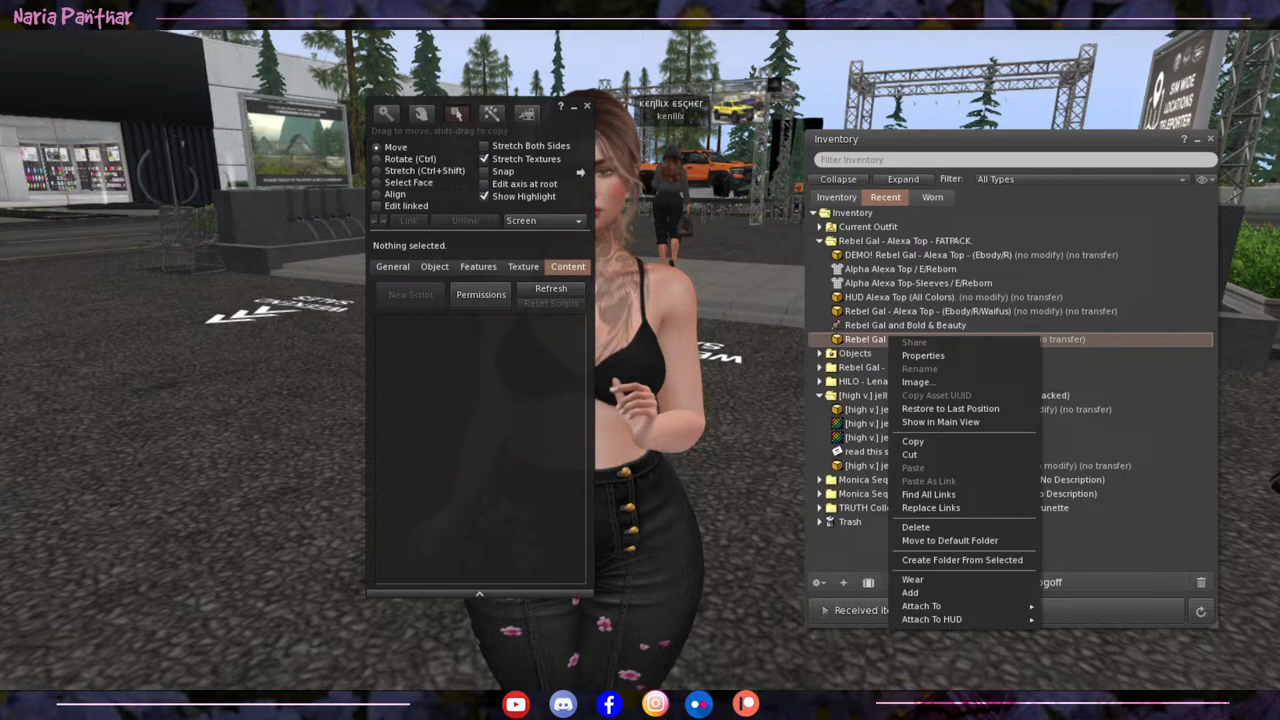 Naria Panthar
SIM WIDE
LOCATIONS
TELEPORTER
κεηllιx εsςнεr
kenllix
Drag to move, shift-drag to copy
Move
Rotate (Ctrl)
Stretch (Ctrl+Shift)
Select Face
Align
Edit linked
Stretch Both Sides
Stretch Textures
Snap
Edit axis at root
Show Highlight
Link
Unlink
Screen
Nothing selected.
General
Object
Features
Texture
Content
New Script
Permissions
Refresh
Reset Scripts
Inventory
Filter Inventory
Collapse
Expand
Filter:
All Types
Inventory
Recent
Worn
Inventory
Current Outfit
Rebel Gal - Alexa Top - FATPACK.
DEMO! Rebel Gal - Alexa Top - (Ebody/R) (no modify) (no transfer)
Alpha Alexa Top / E/Reborn
Alpha Alexa Top-Sleeves / E/Reborn
HUD Alexa Top (All Colors). (no modify) (no transfer)
Rebel Gal - Alexa Top - (Ebody/R/Waifus) (no modify) (no transfer)
Rebel Gal and Bold & Beauty
Rebel Gal
o transfer)
Objects
Rebel Gal -
HILO - Lena
[high v.] jell
acked)
[high v.] je
dify) (no transfer)
[high v.] je
[high v.] je
read this s
[high v.] je
modify) (no transfer)
Monica Seq
No Description)
Monica Seq
o Description)
TRUTH Colle
unette
Trash
ogoff
Received ite
Share
Properties
Rename
Image...
Copy Asset UUID
Restore to Last Position
Show in Main View
Copy
Cut
Paste
Paste As Link
Find All Links
Replace Links
Delete
Move to Default Folder
Create Folder From Selected
Wear
Add
Attach To
Attach To HUD